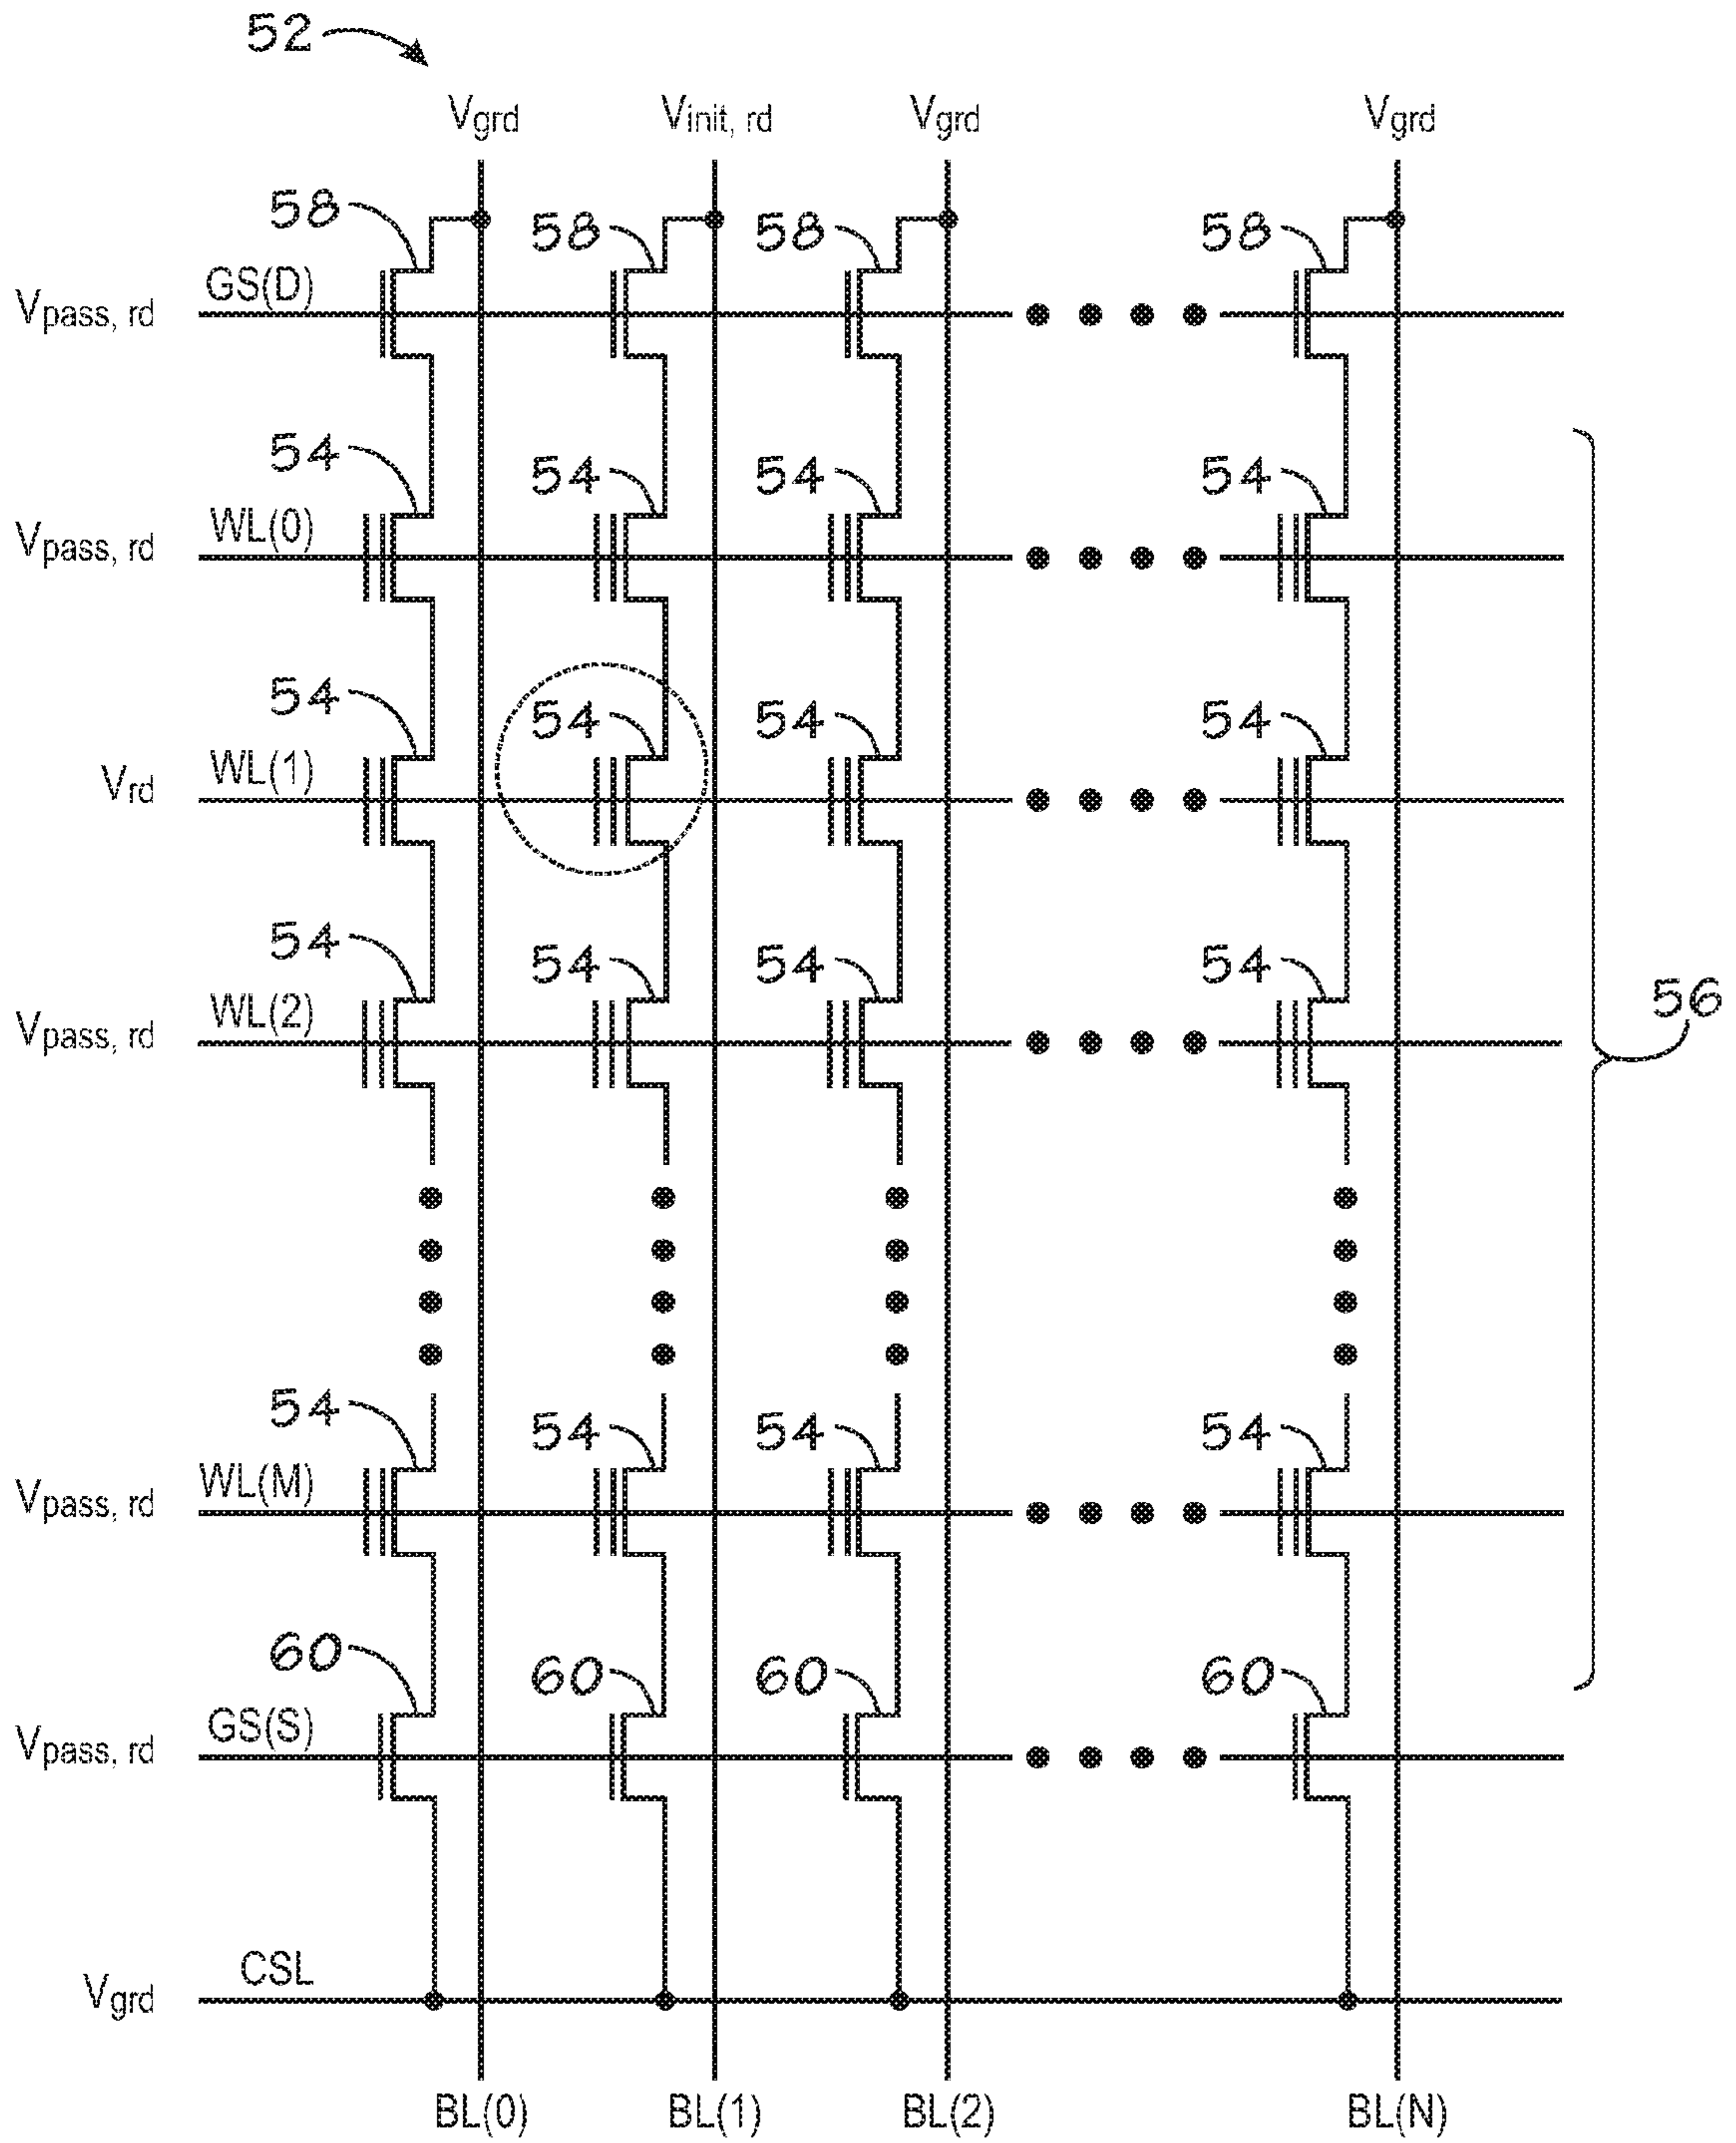 52
Vgrd Vinit, rd Vgrd Vgrd
58 58 58 58
Vpass, rd GS(D)
54 54 54 54
Vpass, rd WL(0)
54 54 54 54
Vrd WL(1)
54 54 54 54
Vpass, rd WL(2)
56
54 54 54 54
Vpass, rd WL(M)
60 60 60 60
Vpass, rd GS(S)
Vgrd CSL
BL(0) BL(1) BL(2) BL(N)